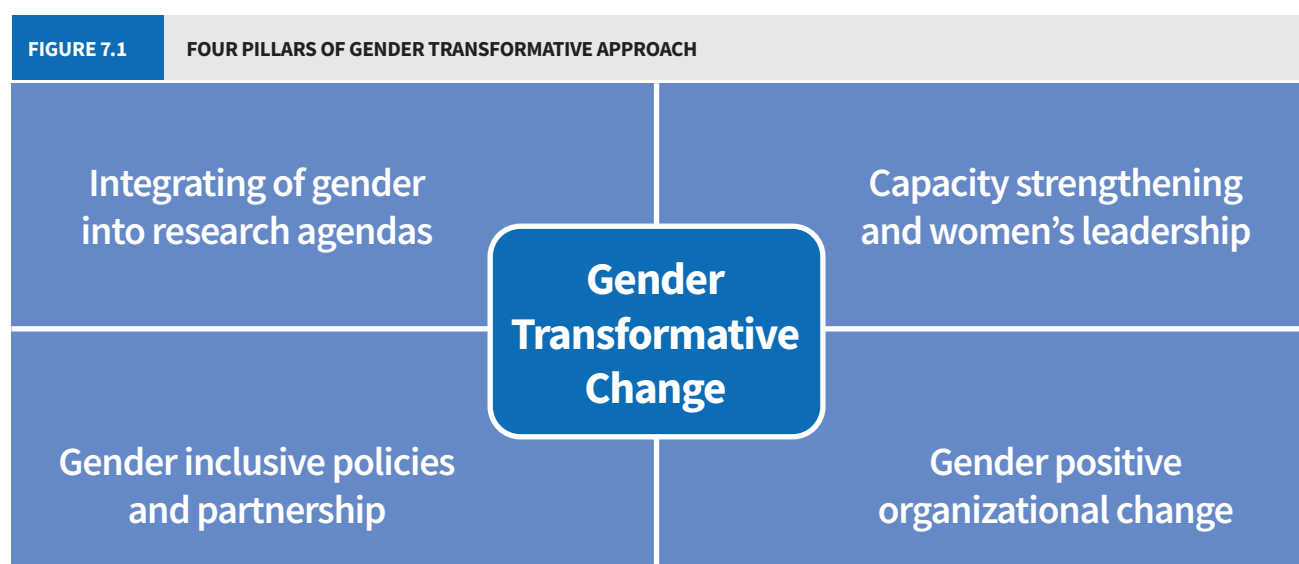 FIGURE 7.1 FOUR PILLARS OF GENDER TRANSFORMATIVE APPROACH
Integrating of gender
into research agendas
Capacity strengthening
and women’s leadership
Gender
Transformative
Change
Gender inclusive policies
and partnership
Gender positive
organizational change